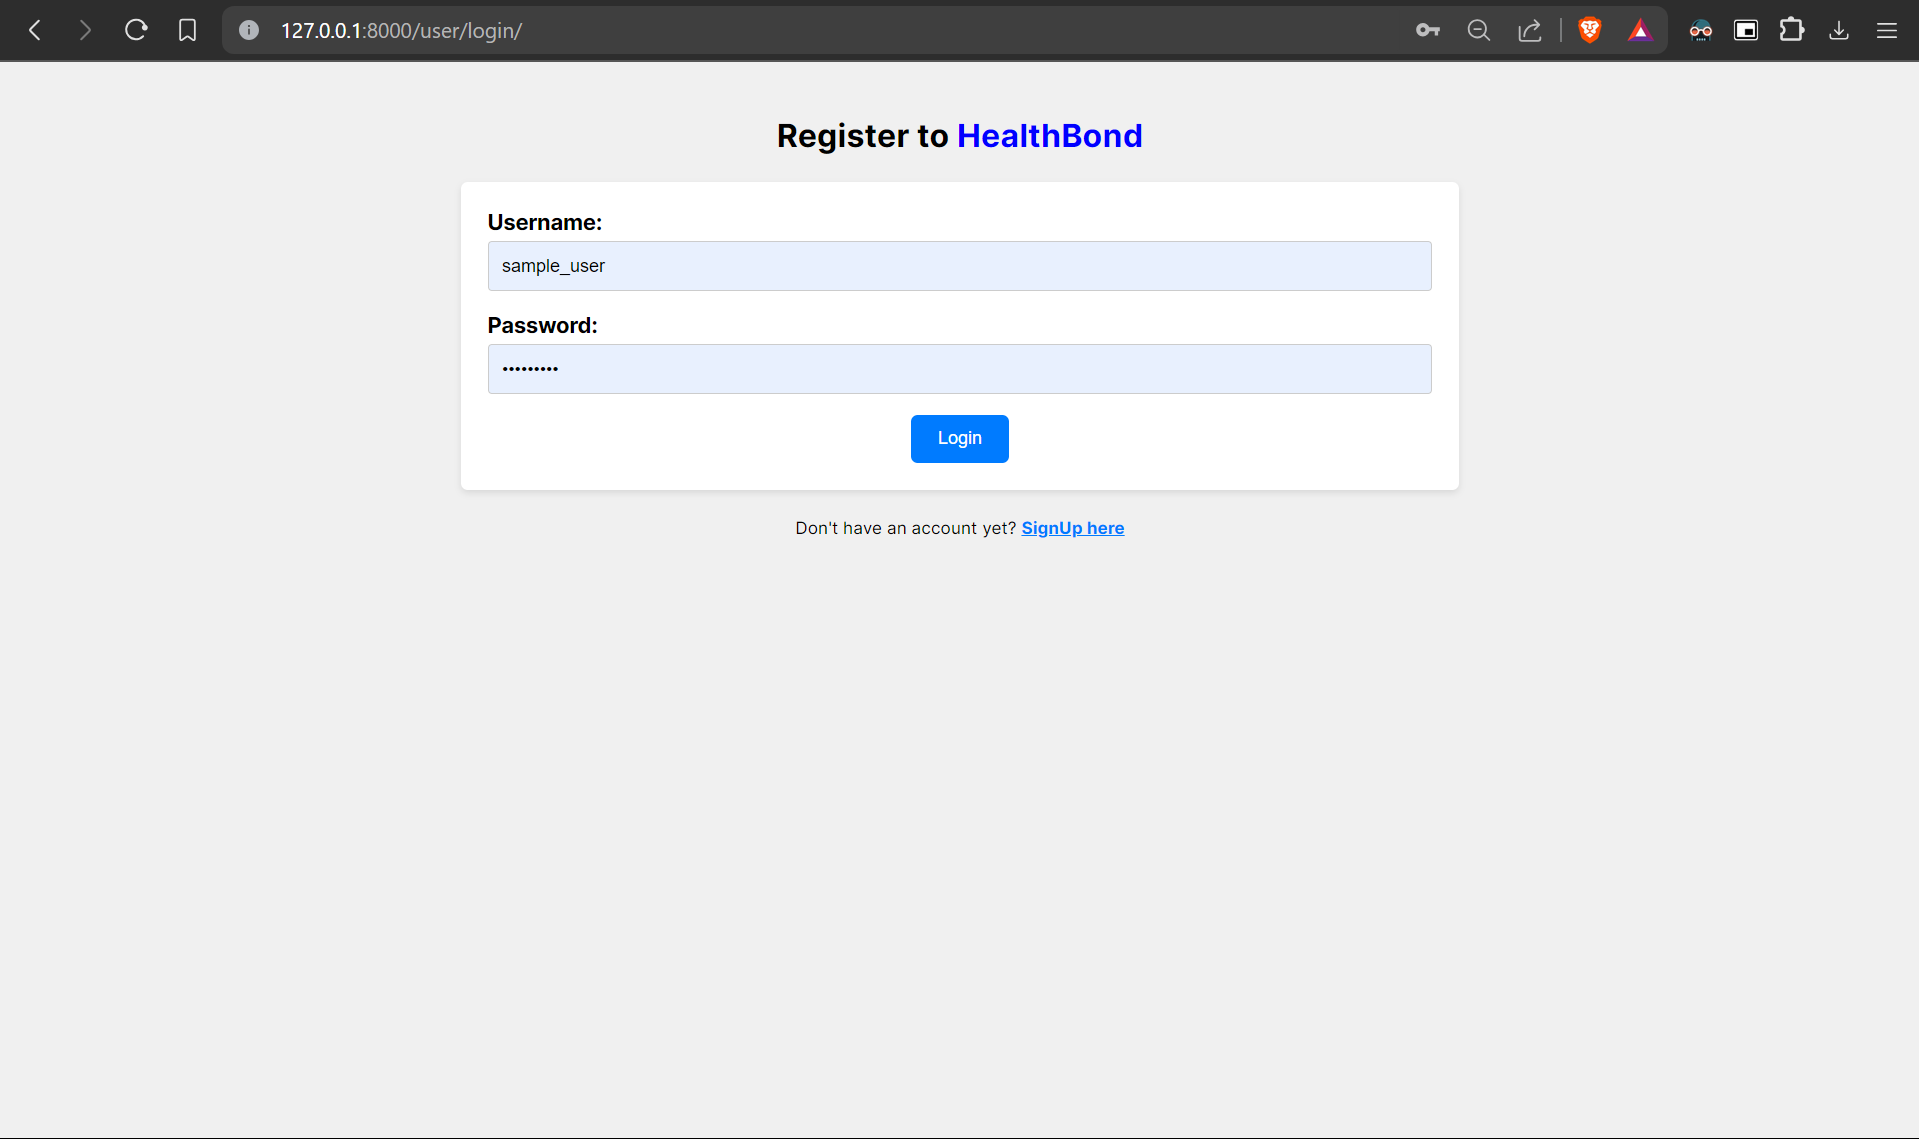 127.0.0.1:8000/user/login/
Register to HealthBond
Username:
sample_user
Password:
•••••••••
Login
Don't have an account yet? SignUp here